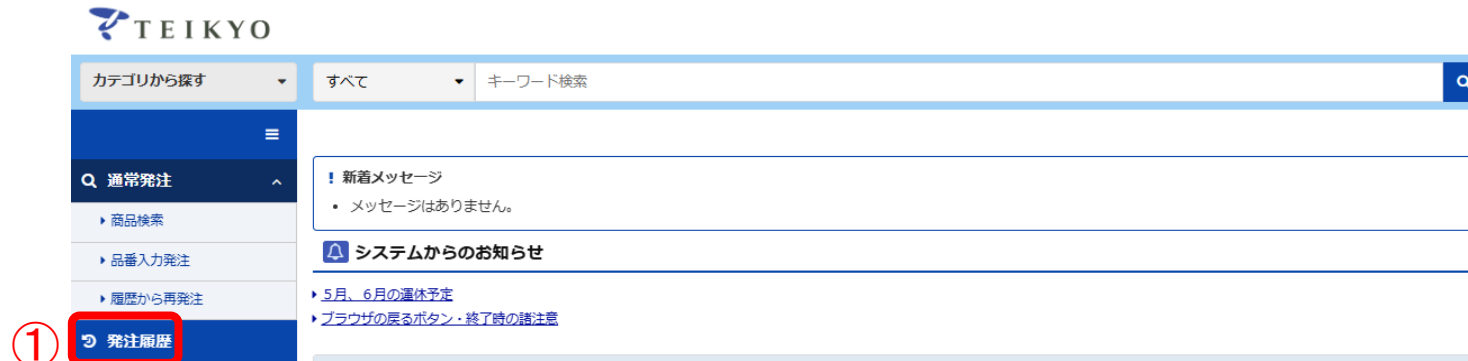 TEIKYO
カテゴリから探す すべて キーワード検索
通常発注
商品検索
品番入力発注
履歴から再発注
① 発注履歴
! 新着メッセージ
• メッセージはありません。
システムからのお知らせ
5月、6月の運休予定
ブラウザの戻るボタン・終了時の諸注意